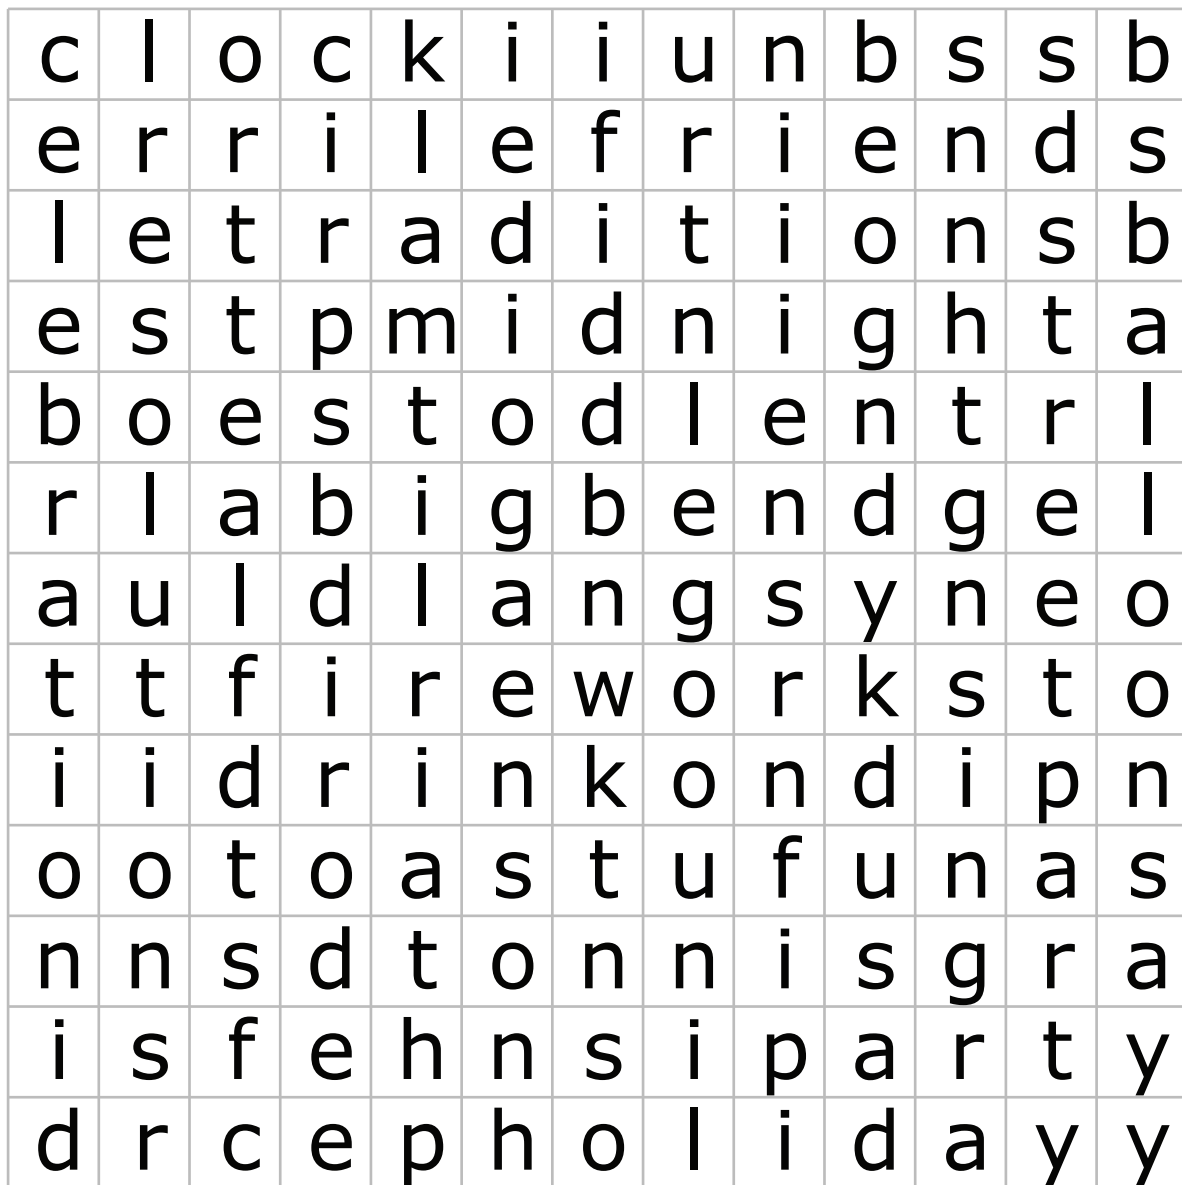 c l o c k i i u n b s s b
e r r i l e f r i e n d s
l e t r a d i t i o n s b
e s t p m i d n i g h t a
b o e s t o d l e n t r l
r l a b i g b e n d g e l
a u l d l a n g s y n e o
t t f i r e w o r k s t o
i i d r i n k o n d i p n
o o t o a s t u f u n a s
n n s d t o n n i s g r a
i s f e h n s i p a r t y
d r c e p h o l i d a y y